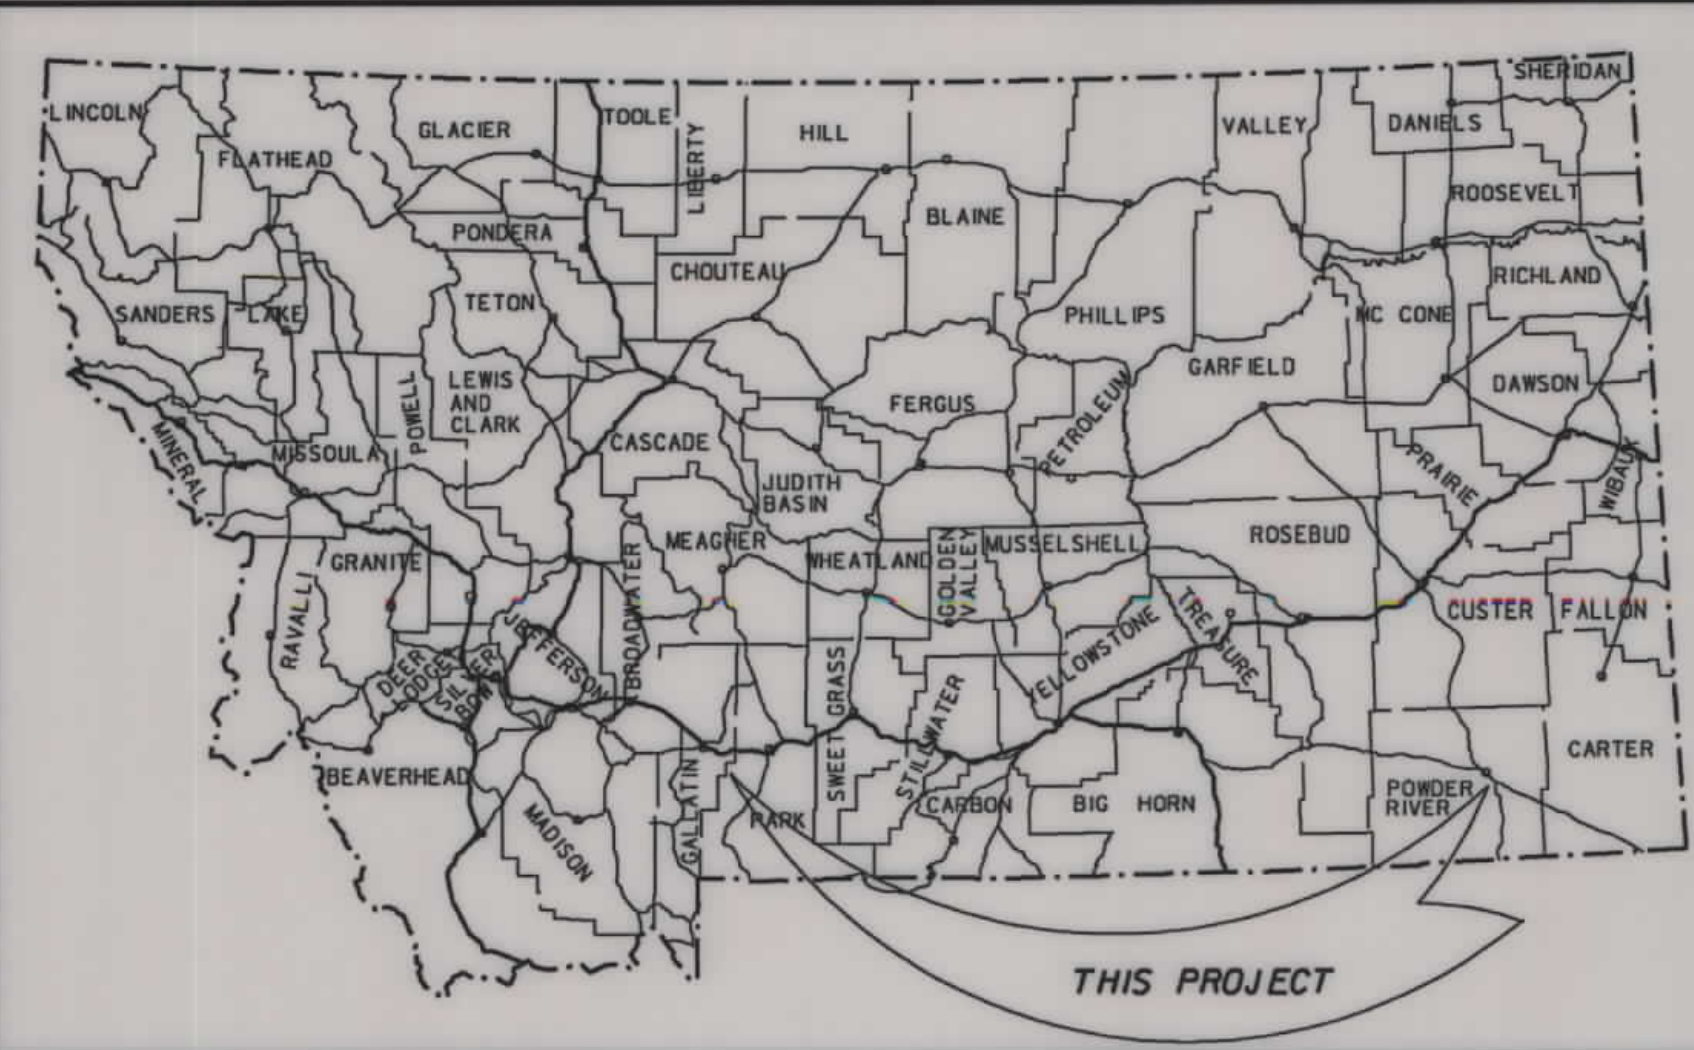 SHERIDAN
LINCOLN
TOOLE
GLACIER
HILL
VALLEY
DANIELS
FLATHEAD
LIBERTY
ROOSEVELT
BLAINE
PONDERA
CHOUTEAU
RICHLAND
TETON
SANDERS
LAKE
PHILLIPS
MC CONE
GARFIELD
LEWIS
AND
CLARK
DAWSON
POWELL
FERGUS
PETROLEUM
CASCADE
MISSOULA
MINERAL
PRAIRIE
WIBAUX
JUDITH
BASIN
MEAGHER
ROSEBUD
GRANITE
WHEATLAND
GOLDEN
VALLEY
MUSSELSHELL
BROADWATER
RAVALLI
JEFFERSON
TREASURE
CUSTER
FALLON
YELLOWSTONE
DEER
LODGE
SILVER
BOW
SWEET GRASS
STILLWATER
CARTER
BEAVERHEAD
GALLATIN
POWDER
RIVER
CARBON
BIG HORN
PARK
MADISON
THIS PROJECT